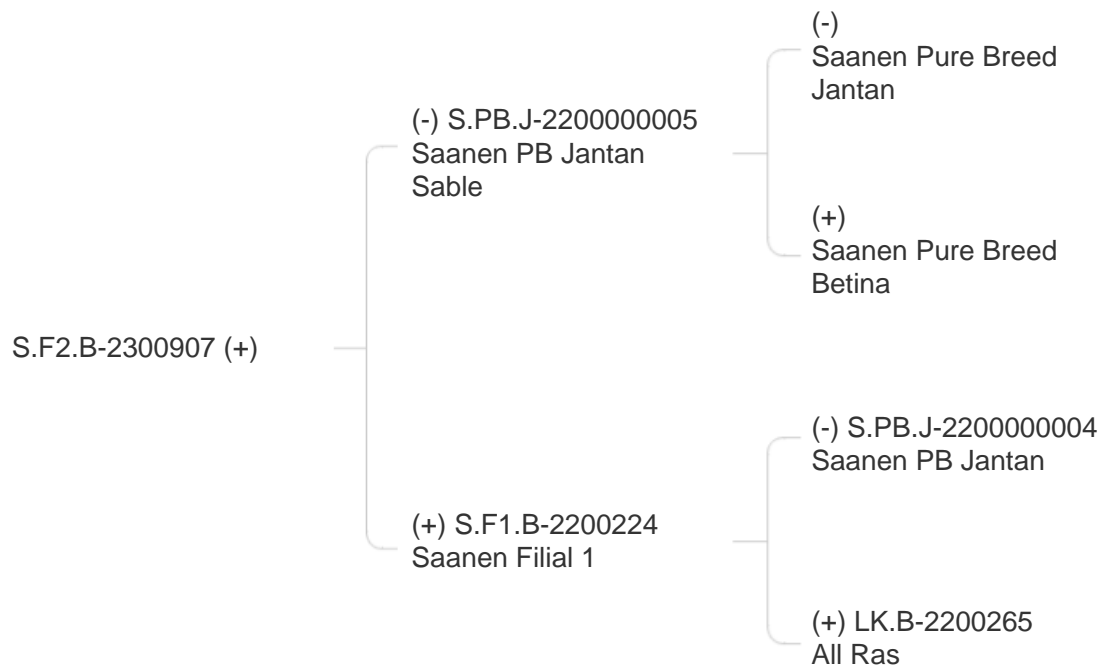 (-)
Saanen Pure Breed
Jantan
(-) S.PB.J-2200000005
Saanen PB Jantan
Sable
(+)
Saanen Pure Breed
Betina
S.F2.B-2300907 (+)
(-) S.PB.J-2200000004
Saanen PB Jantan
(+) S.F1.B-2200224
Saanen Filial 1
(+) LK.B-2200265
All Ras